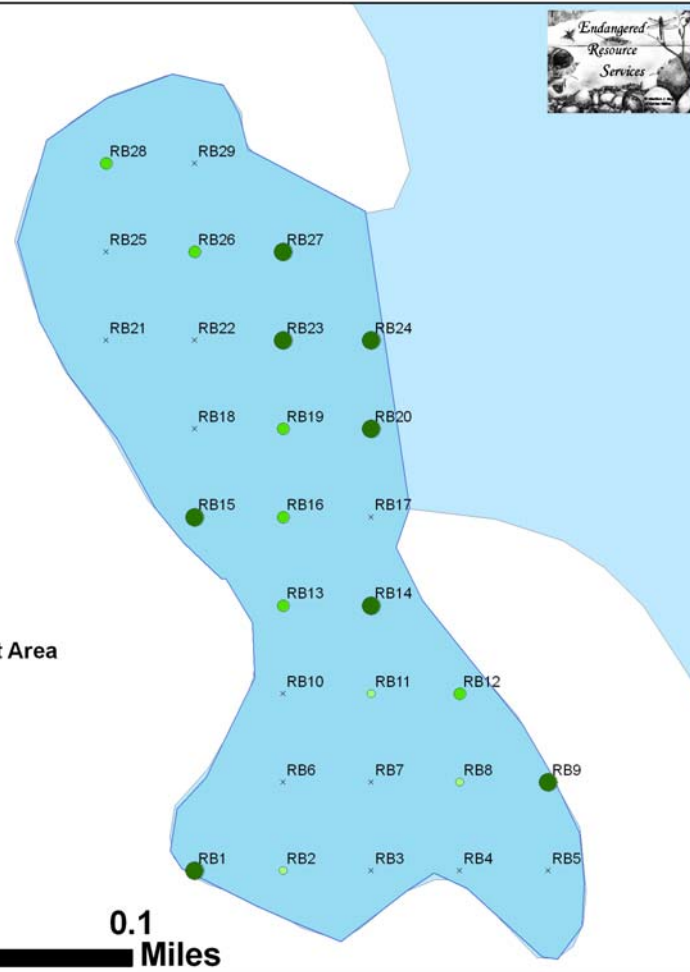 Endangered
Resource
Services
RB28 RB29
RB25 RB26 RB27
RB21 RB22 RB23 RB24
RB18 RB19 RB20
RB15 RB16 RB17
RB13 RB14
t Area
RB10 RB11 RB12
RB6 RB7 RB8 RB9
RB1 RB2 RB3 RB4 RB5
0.1
Miles